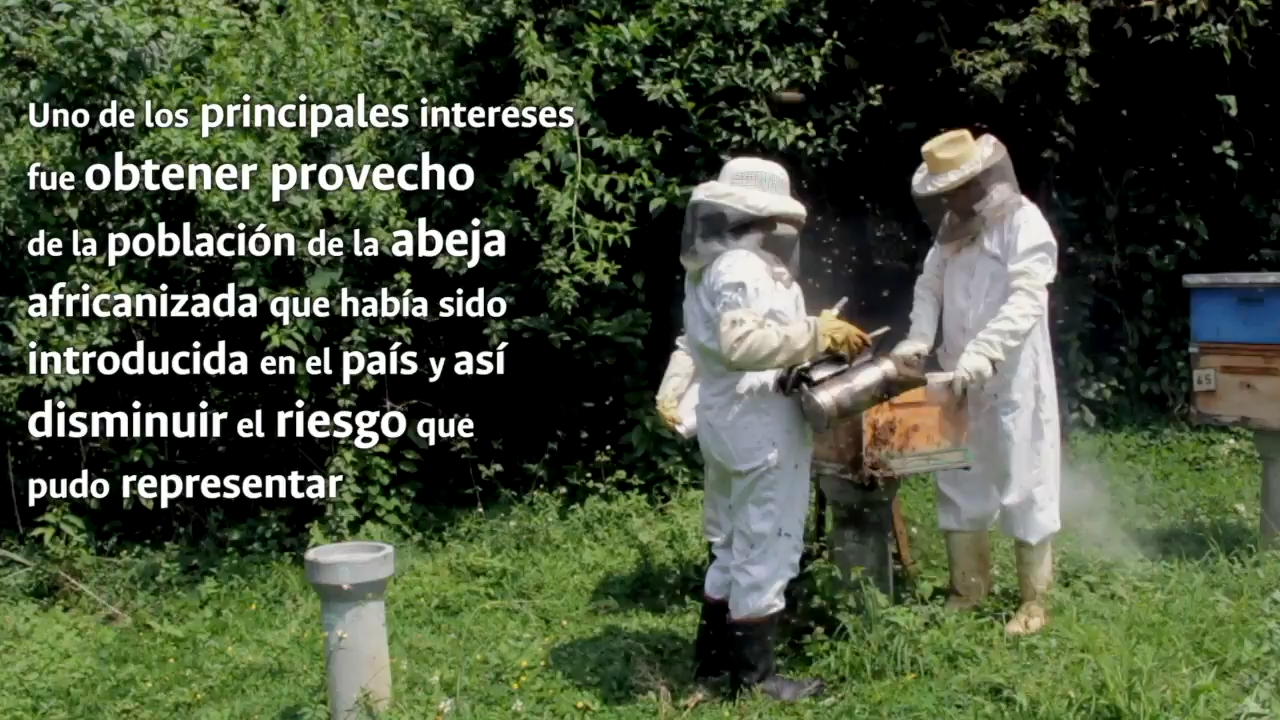 Uno de los principales intereses
fue obtener provecho
de la población de la abeja
africanizada que había sido
introducida en el país y así
disminuir el riesgo que
pudo representar
45